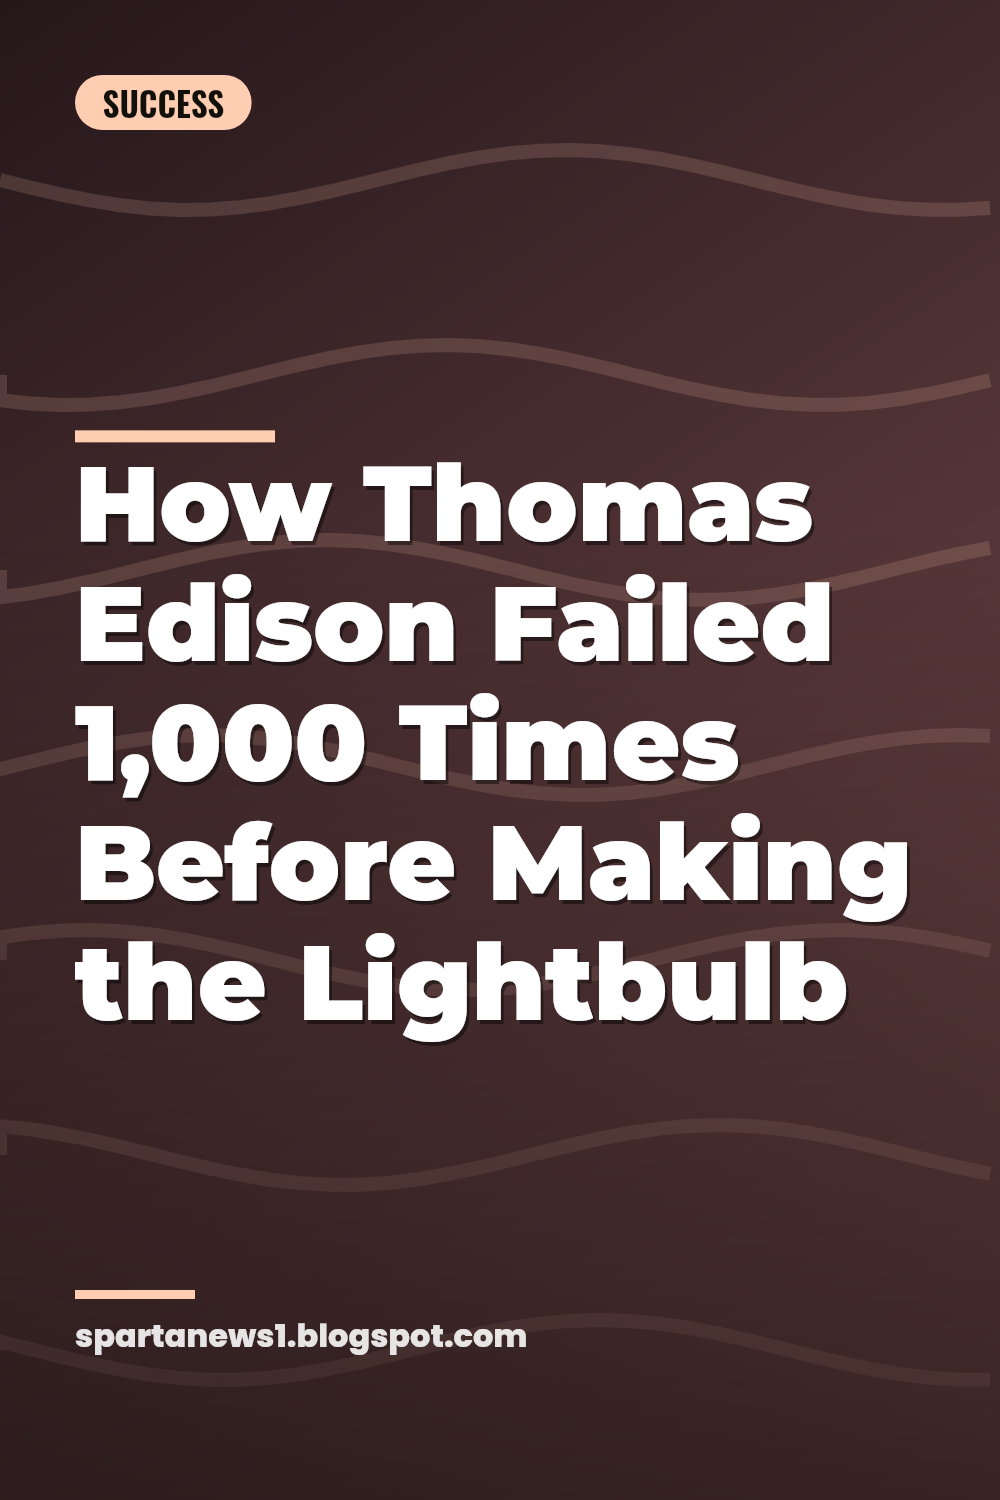 SUCCESS
How Thomas
Edison Failed
1,000 Times
Before Making
the Lightbulb
spartanews1.blogspot.com